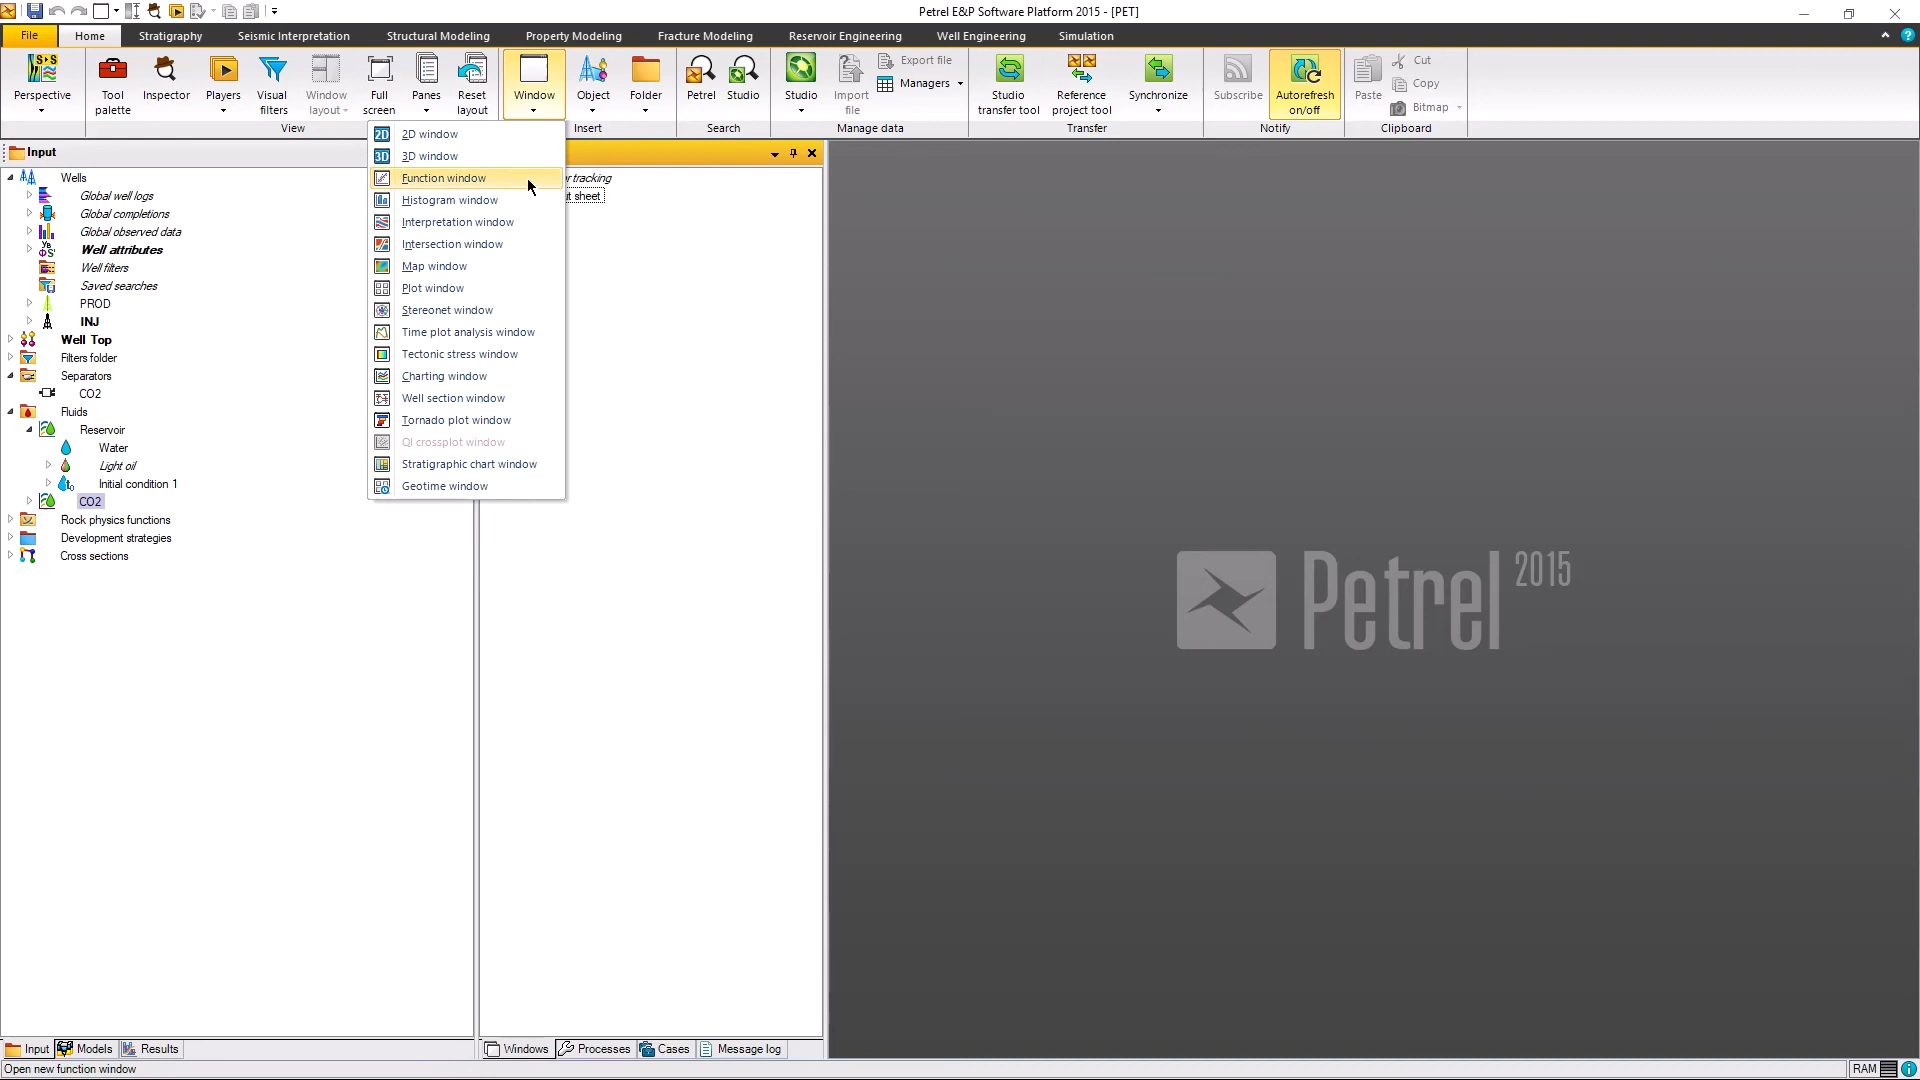 Petrel E&P Software Platform 2015 - [PET]
File
Home
Stratigraphy
Seismic Interpretation
Structural Modeling
Property Modeling
Fracture Modeling
Reservoir Engineering
Well Engineering
Simulation
Perspective
Tool palette
Inspector
Players
Visual filters
Window layout
Full screen
Panes
Reset layout
Window
Object
Folder
Petrel
Studio
Studio
Import file
Export file
Managers
Studio transfer tool
Reference project tool
Synchronize
Subscribe
Autorefresh on/off
Paste
Cut
Copy
Bitmap
View
Insert
Search
Manage data
Transfer
Notify
Clipboard
Input
Wells
Global well logs
Global completions
Global observed data
Well attributes
Well filters
Saved searches
PROD
INJ
Well Top
Filters folder
Separators
CO2
Fluids
Reservoir
Water
Light oil
Initial condition 1
CO2
Rock physics functions
Development strategies
Cross sections
2D 2D window
3D 3D window
Function window
Histogram window
Interpretation window
Intersection window
Map window
Plot window
Stereonet window
Time plot analysis window
Tectonic stress window
Charting window
Well section window
Tornado plot window
QI crossplot window
Stratigraphic chart window
Geotime window
tracking
sheet
Petrel 2015
Input
Models
Results
Windows
Processes
Cases
Message log
Open new function window
RAM